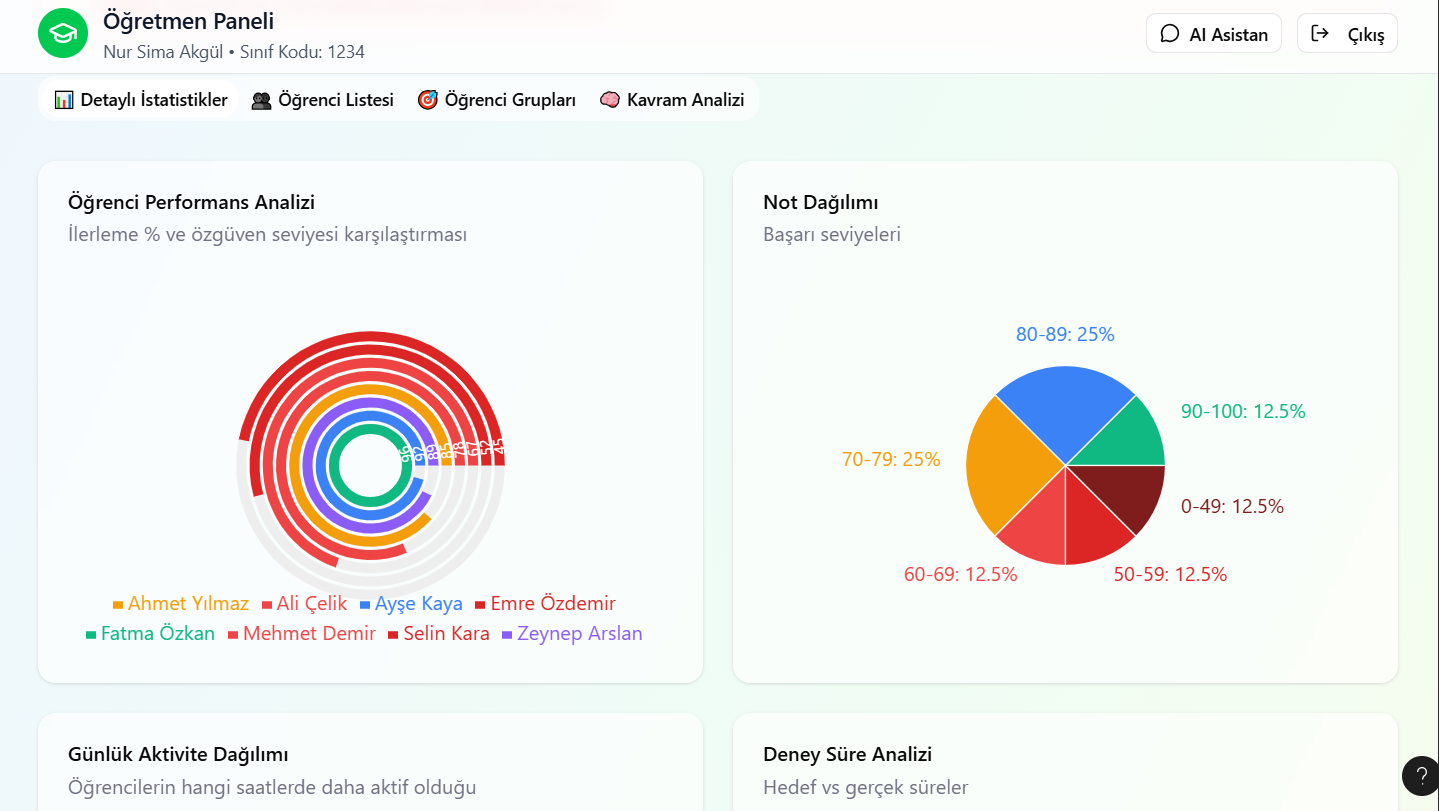 Öğretmen Paneli
Nur Sima Akgül • Sınıf Kodu: 1234
AI Asistan
Çıkış
Detaylı İstatistikler
Öğrenci Listesi
Öğrenci Grupları
Kavram Analizi
Öğrenci Performans Analizi
İlerleme % ve özgüven seviyesi karşılaştırması
96 92 89 85 78 67 52 45
Ahmet Yılmaz Ali Çelik Ayşe Kaya Emre Özdemir
Fatma Özkan Mehmet Demir Selin Kara Zeynep Arslan
Not Dağılımı
Başarı seviyeleri
80-89: 25%
90-100: 12.5%
70-79: 25%
0-49: 12.5%
60-69: 12.5%
50-59: 12.5%
Günlük Aktivite Dağılımı
Öğrencilerin hangi saatlerde daha aktif olduğu
Deney Süre Analizi
Hedef vs gerçek süreler
?